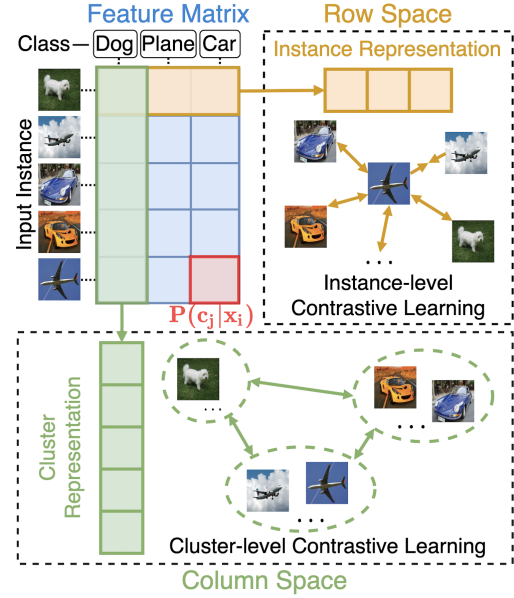 Feature Matrix
Row Space
Class
Dog
Plane
Car
Instance Representation
Input Instance
. . .
Instance-level
Contrastive Learning
P(cⱼ|xᵢ)
Cluster
Representation
...
. . .
. . .
Cluster-level Contrastive Learning
Column Space